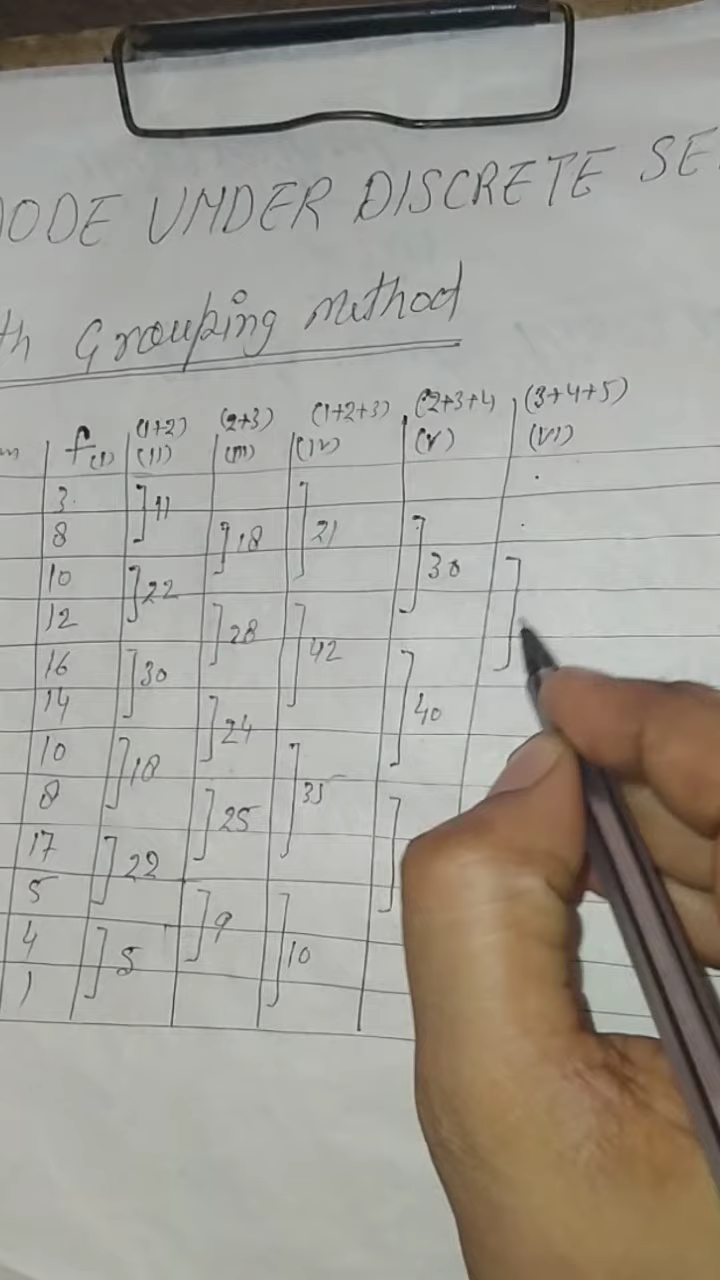 ODE UNDER DISCRETE SE
th Grouping Method
f(I) (1+2) (II) (2+3) (III) (1+2+3) (IV) (2+3+4 (V) (3+4+5) (VI)
3 11
8 18 21
10 22 30
12 28
16 30 42
14 24 40
10 18
8 25 35
17 22
5 9
4 5 10
1